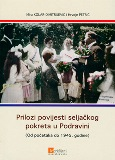 Mira KOLAR-DIMITRIJEVIĆ i Hrvoje PETRIĆ
Prilozi povijesti seljačkog
pokreta u Podravini
(Od početaka do 1945. godine)